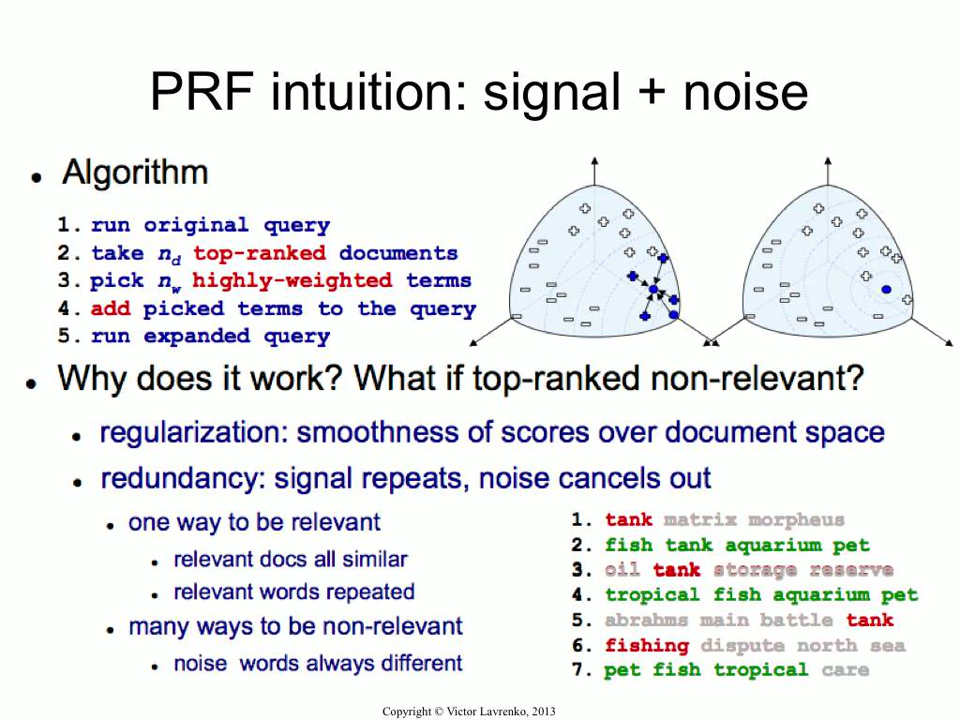 PRF intuition: signal + noise
• Algorithm
1. run original query
2. take nd top-ranked documents
3. pick nw highly-weighted terms
4. add picked terms to the query
5. run expanded query
• Why does it work? What if top-ranked non-relevant?
• regularization: smoothness of scores over document space
• redundancy: signal repeats, noise cancels out
• one way to be relevant
• relevant docs all similar
• relevant words repeated
• many ways to be non-relevant
• noise words always different
1. tank matrix morpheus
2. fish tank aquarium pet
3. oil tank storage reserve
4. tropical fish aquarium pet
5. abrahms main battle tank
6. fishing dispute north sea
7. pet fish tropical care
Copyright © Victor Lavrenko, 2013